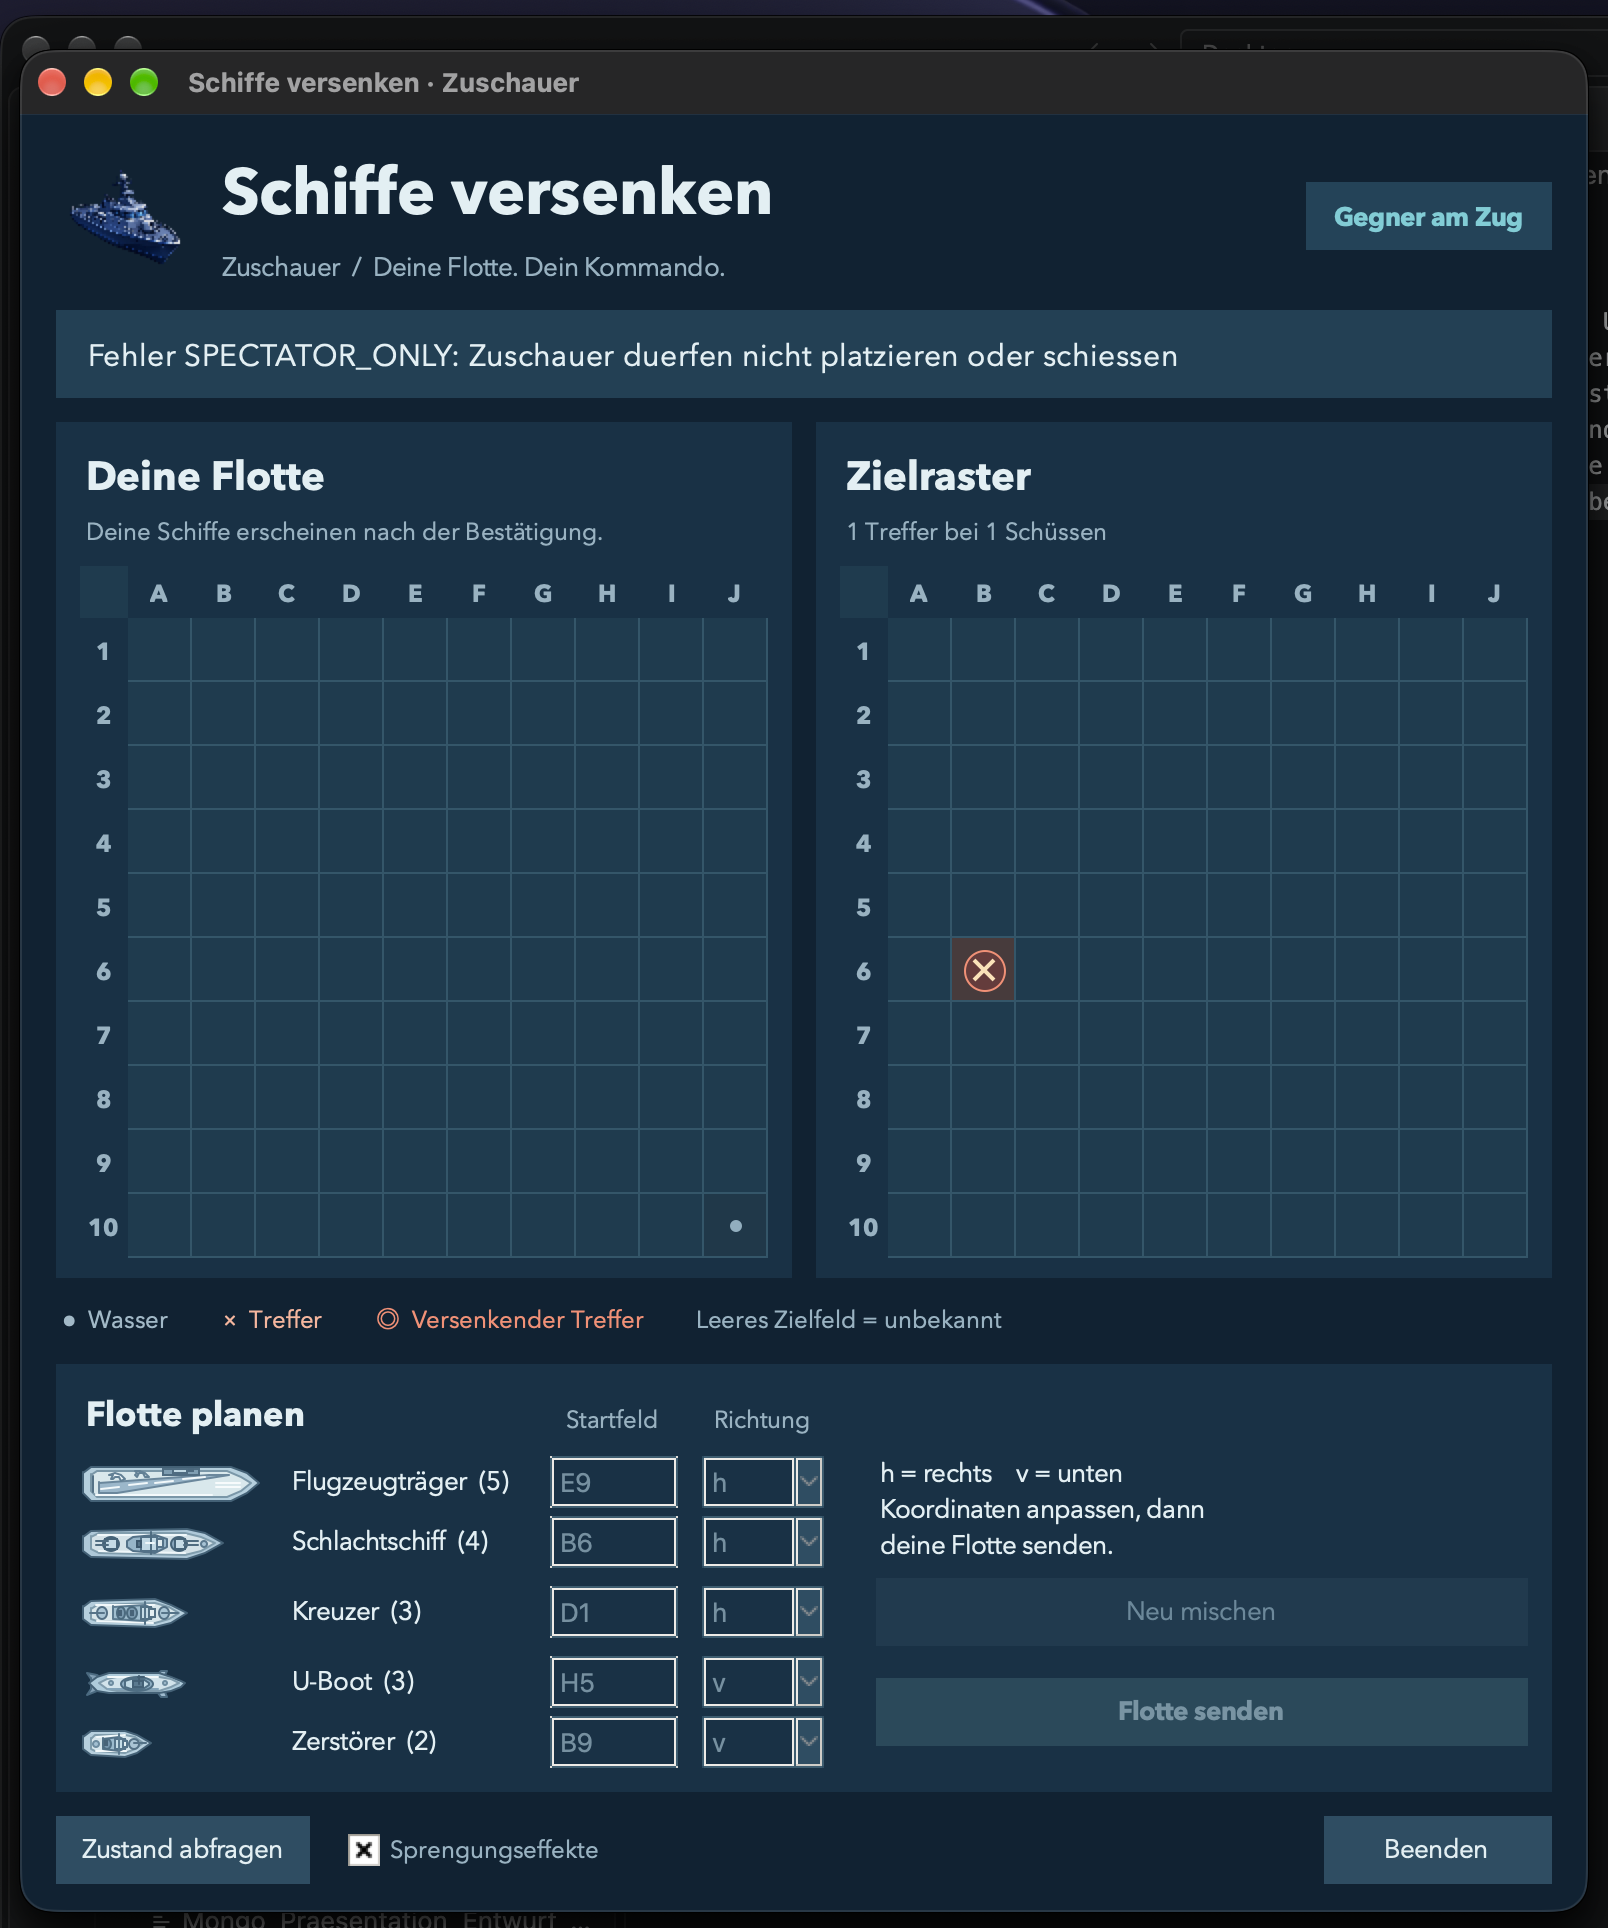 Schiffe versenken · Zuschauer
Schiffe versenken
Zuschauer / Deine Flotte. Dein Kommando.
Gegner am Zug
Fehler SPECTATOR_ONLY: Zuschauer duerfen nicht platzieren oder schiessen
Deine Flotte
Deine Schiffe erscheinen nach der Bestätigung.
A B C D E F G H I J
1
2
3
4
5
6
7
8
9
10
Zielraster
1 Treffer bei 1 Schüssen
A B C D E F G H I J
1
2
3
4
5
6
7
8
9
10
● Wasser × Treffer ◎ Versenkender Treffer Leeres Zielfeld = unbekannt
Flotte planen Startfeld Richtung
Flugzeugträger (5) E9 h
Schlachtschiff (4) B6 h
Kreuzer (3) D1 h
U-Boot (3) H5 v
Zerstörer (2) B9 v
h = rechts v = unten
Koordinaten anpassen, dann
deine Flotte senden.
Neu mischen
Flotte senden
Zustand abfragen
Sprengungseffekte
Beenden